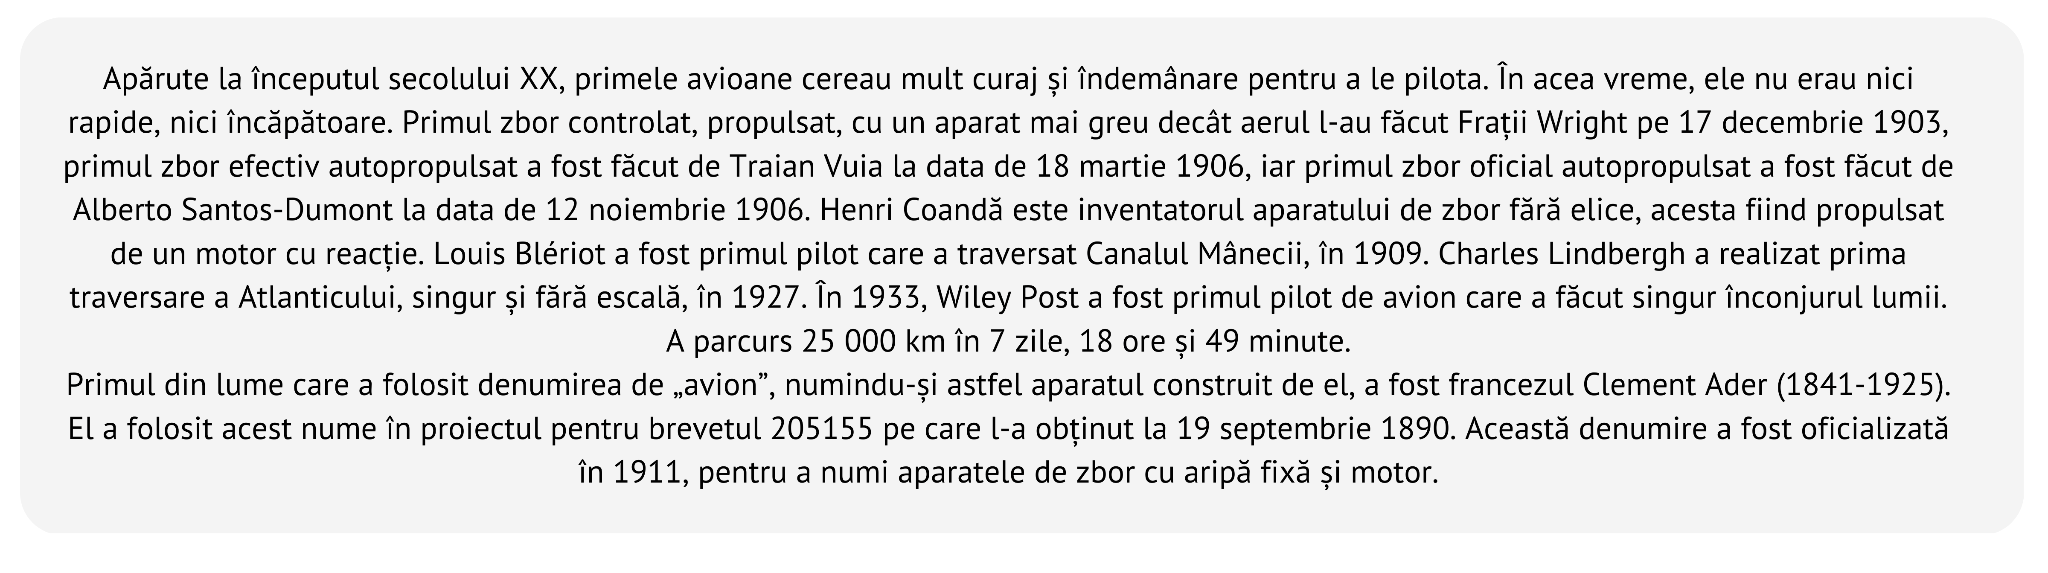 Apărute la începutul secolului XX, primele avioane cereau mult curaj și îndemânare pentru a le pilota. În acea vreme, ele nu erau nici
rapide, nici încăpătoare. Primul zbor controlat, propulsat, cu un aparat mai greu decât aerul l-au făcut Frații Wright pe 17 decembrie 1903,
primul zbor efectiv autopropulsat a fost făcut de Traian Vuia la data de 18 martie 1906, iar primul zbor oficial autopropulsat a fost făcut de
Alberto Santos-Dumont la data de 12 noiembrie 1906. Henri Coandă este inventatorul aparatului de zbor fără elice, acesta fiind propulsat
de un motor cu reacție. Louis Blériot a fost primul pilot care a traversat Canalul Mânecii, în 1909. Charles Lindbergh a realizat prima
traversare a Atlanticului, singur și fără escală, în 1927. În 1933, Wiley Post a fost primul pilot de avion care a făcut singur înconjurul lumii.
A parcurs 25 000 km în 7 zile, 18 ore și 49 minute.
Primul din lume care a folosit denumirea de „avion”, numindu-și astfel aparatul construit de el, a fost francezul Clement Ader (1841-1925).
El a folosit acest nume în proiectul pentru brevetul 205155 pe care l-a obținut la 19 septembrie 1890. Această denumire a fost oficializată
în 1911, pentru a numi aparatele de zbor cu aripă fixă și motor.